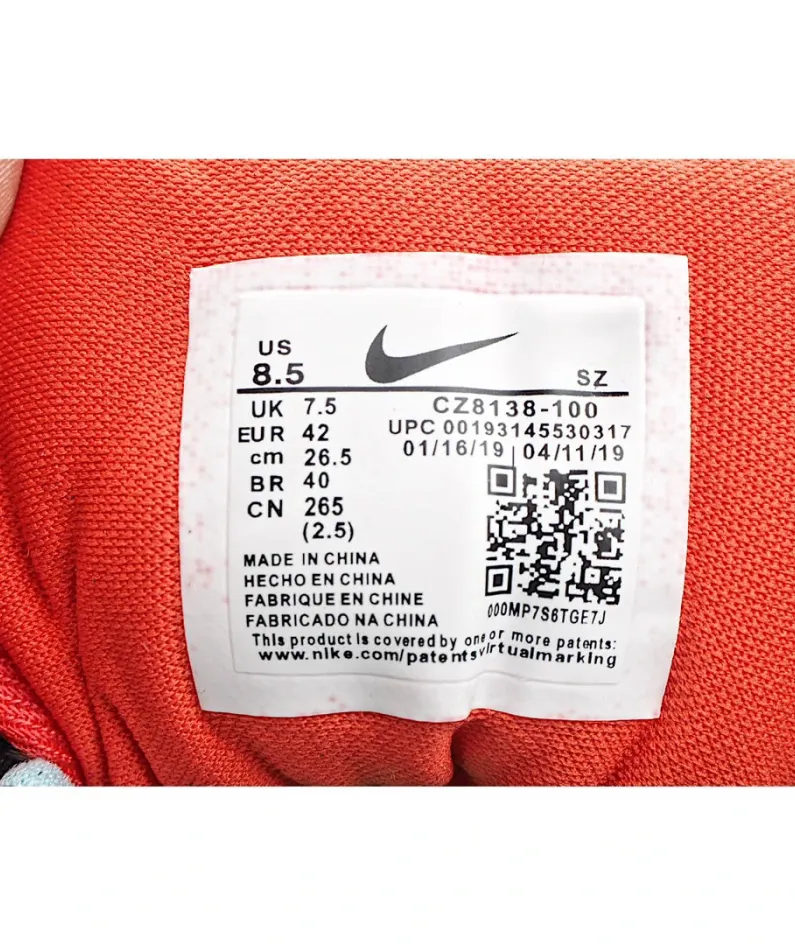 US
8.5
SZ
UK 7.5
EUR 42
cm 26.5
BR 40
CN 265
(2.5)
CZ8138-100
UPC 00193145530317
01/16/19 | 04/11/19
000MP7S6TGE7J
MADE IN CHINA
HECHO EN CHINA
FABRIQUE EN CHINE
FABRICADO NA CHINA
This product is covered by one or more patents:
www.nike.com/patentsvirtualmarking